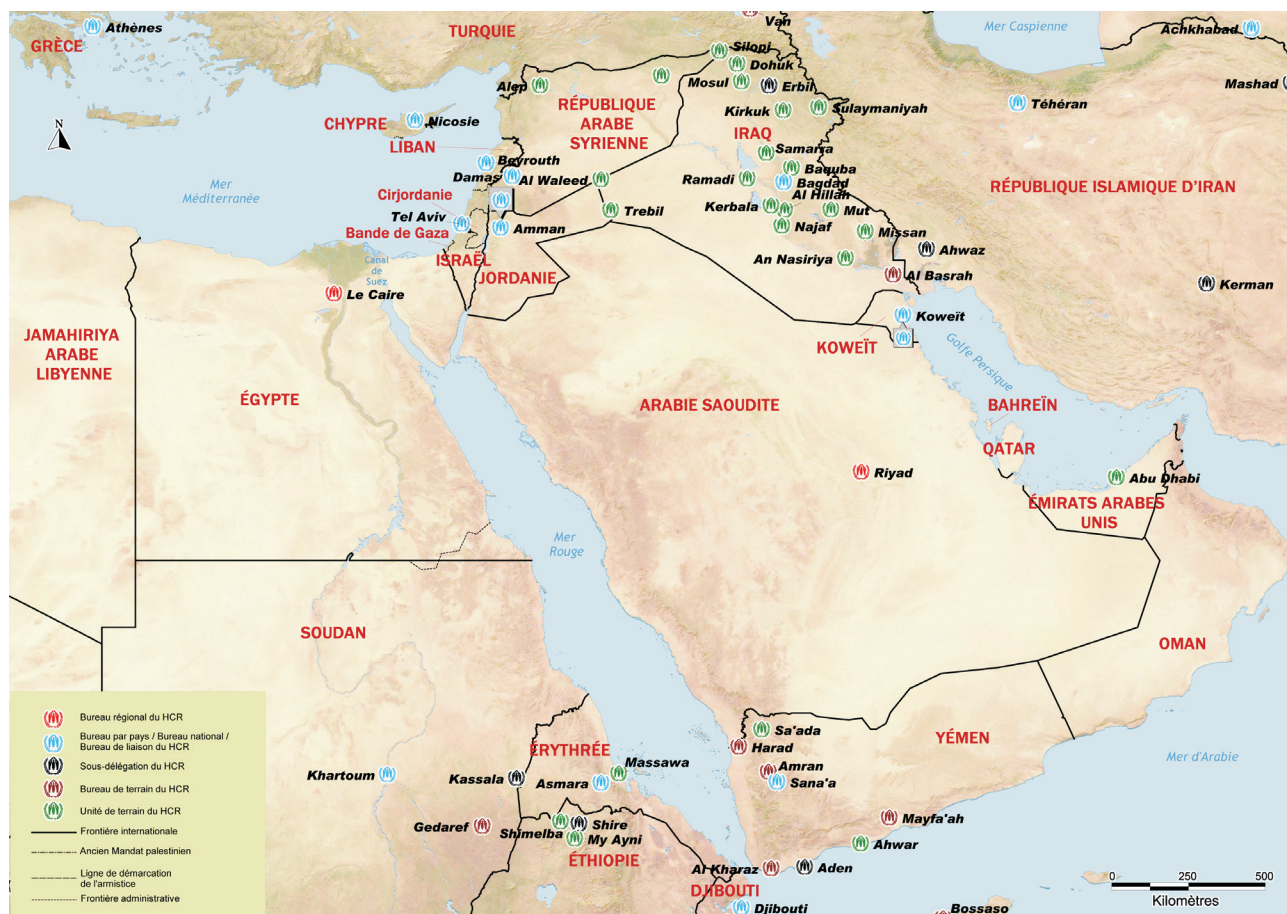 Athènes
GRÈCE
TURQUIE
Van
Mer Caspienne
Achkhabad
Mashad
Téhéran
Silopi
Dohuk
Mosul
Erbil
Alep
Kirkuk
Sulaymaniyah
RÉPUBLIQUE
ARABE
SYRIENNE
IRAQ
N
CHYPRE
Nicosie
LIBAN
Beyrouth
Damas
Al Waleed
Samarra
Baquba
Ramadi
Bagdad
Al Hillah
Kerbala
Mut
Najaf
Missan
RÉPUBLIQUE ISLAMIQUE D'IRAN
Mer
Méditerranée
Cirjordanie
Tel Aviv
Bande de Gaza
Amman
Trebil
An Nasiriya
Ahwaz
Al Basrah
Kerman
ISRAËL
JORDANIE
Canal
de
Suez
Le Caire
Koweït
KOWEÏT
Golfe Persique
JAMAHIRIYA
ARABE
LIBYENNE
ÉGYPTE
ARABIE SAOUDITE
BAHREÏN
QATAR
Riyad
Abu Dhabi
ÉMIRATS ARABES
UNIS
Mer
Rouge
SOUDAN
OMAN
Sa'ada
Harad
Amran
Sana'a
YÉMEN
Mer d'Arabie
ÉRYTHRÉE
Massawa
Khartoum
Kassala
Asmara
Gedaref
Shimelba
Shire
My Ayni
ÉTHIOPIE
Mayfa'ah
Ahwar
Al Kharaz
Aden
DJIBOUTI
Djibouti
Bossaso
Bureau régional du HCR
Bureau par pays / Bureau national /
Bureau de liaison du HCR
Sous-délégation du HCR
Bureau de terrain du HCR
Unité de terrain du HCR
Frontière internationale
Ancien Mandat palestinien
Ligne de démarcation
de l'armistice
Frontière administrative
0 250 500
Kilomètres